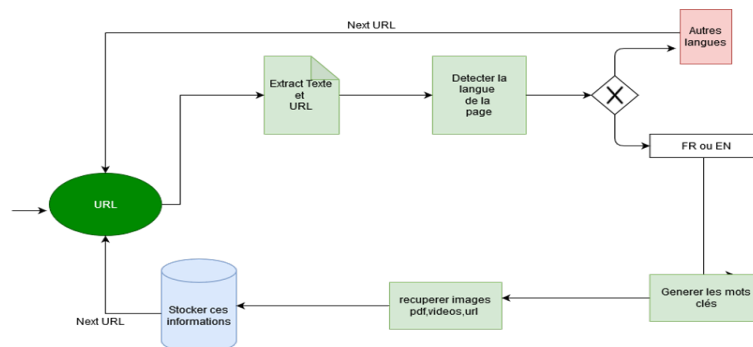 Next URL
Autres
langues
Extract Texte
et
URL
Detecter la
langue
de la
page
FR ou EN
URL
Generer les mots
clés
recuperer images
pdf,videos,url
Stocker ces
informations
Next URL